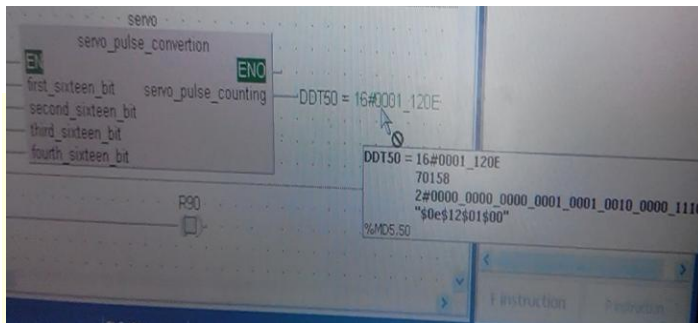 servo
servo_pulse_convertion
EN
ENO
first_sixteen_bit servo_pulse_counting DDT50 = 16#0001_120E
second_sixteen_bit
third_sixteen_bit
fourth_sixteen_bit
DDT50 = 16#0001_120E
70158
2#0000_0000_0000_0001_0001_0010_0000_1110
"$0e$12$01$00"
%MD5.50
R90
F instruction